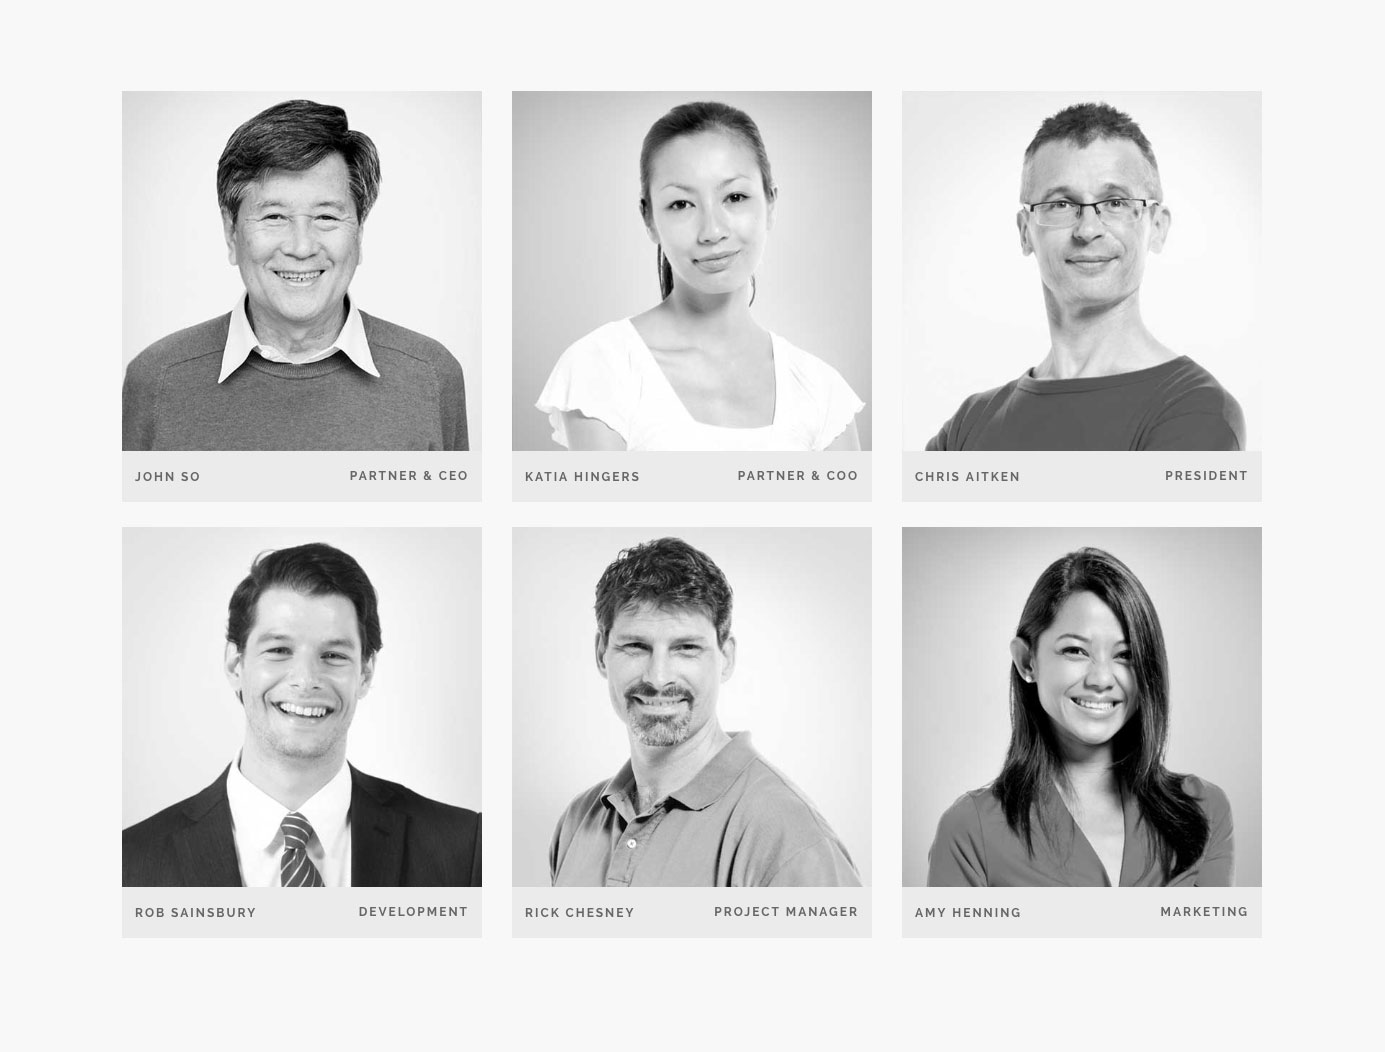 JOHN SO PARTNER & CEO
KATIA HINGERS PARTNER & COO
CHRIS AITKEN PRESIDENT
ROB SAINSBURY DEVELOPMENT
RICK CHESNEY PROJECT MANAGER
AMY HENNING MARKETING